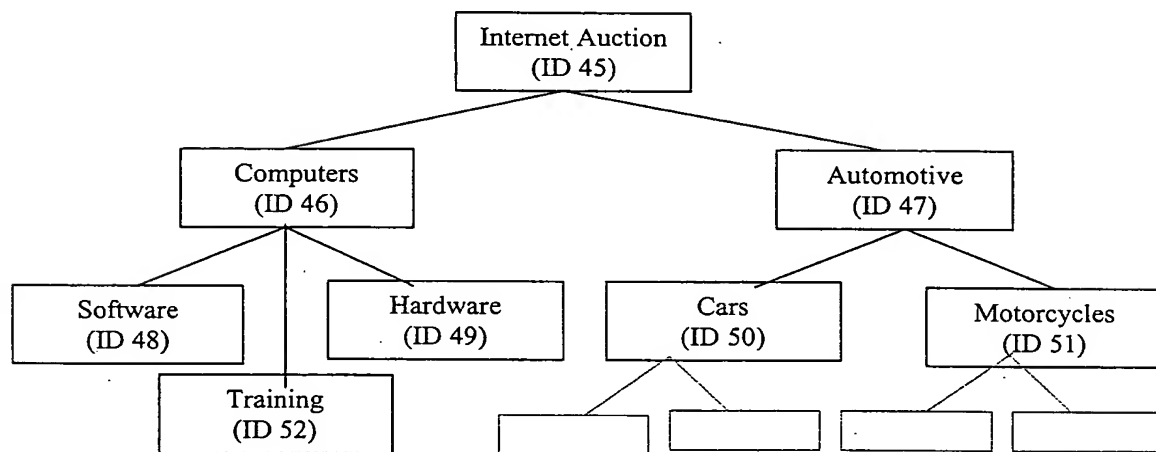 Internet Auction
(ID 45)
Computers
(ID 46)
Automotive
(ID 47)
Software
(ID 48)
Hardware
(ID 49)
Cars
(ID 50)
Motorcycles
(ID 51)
Training
(ID 52)